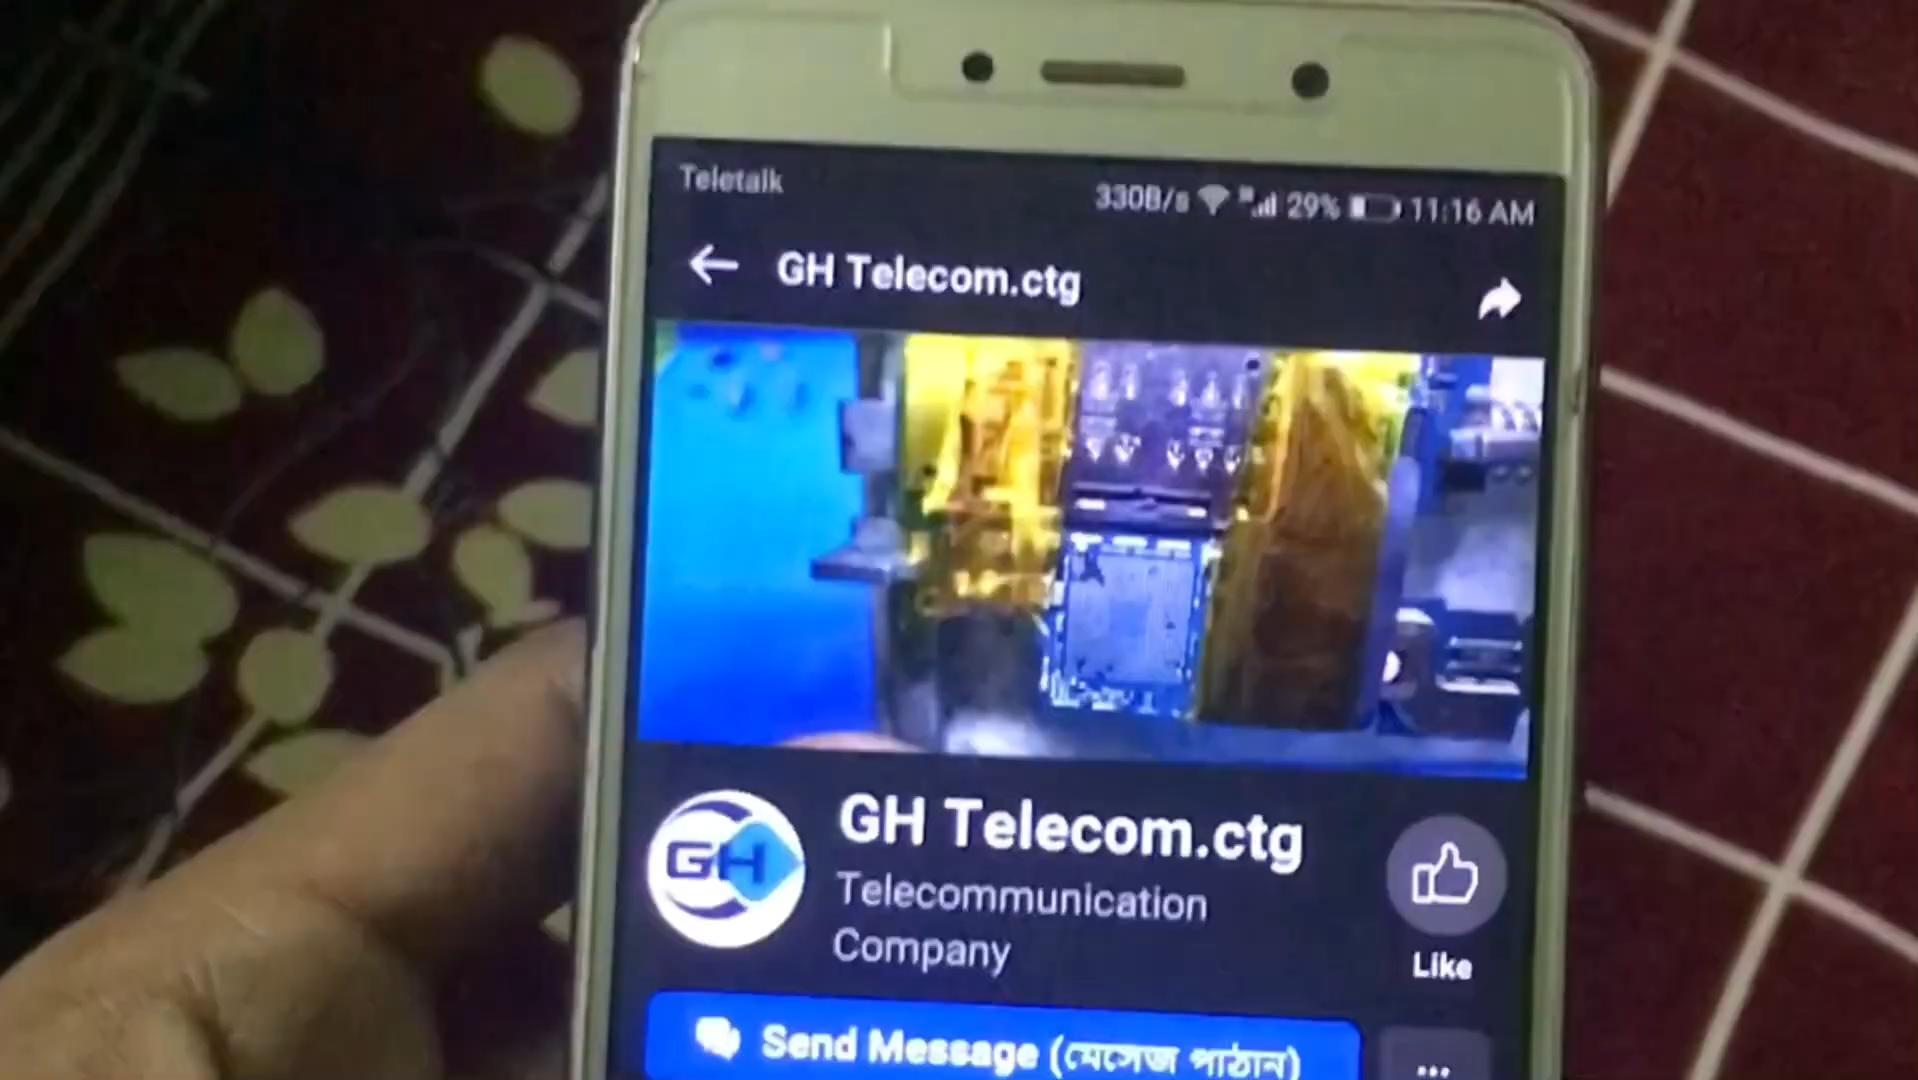 Teletalk
330B/s 29% 11:16 AM
GH Telecom.ctg
GH
GH Telecom.ctg
Telecommunication
Company
Like
Send Message (মেসেজ পাঠান)